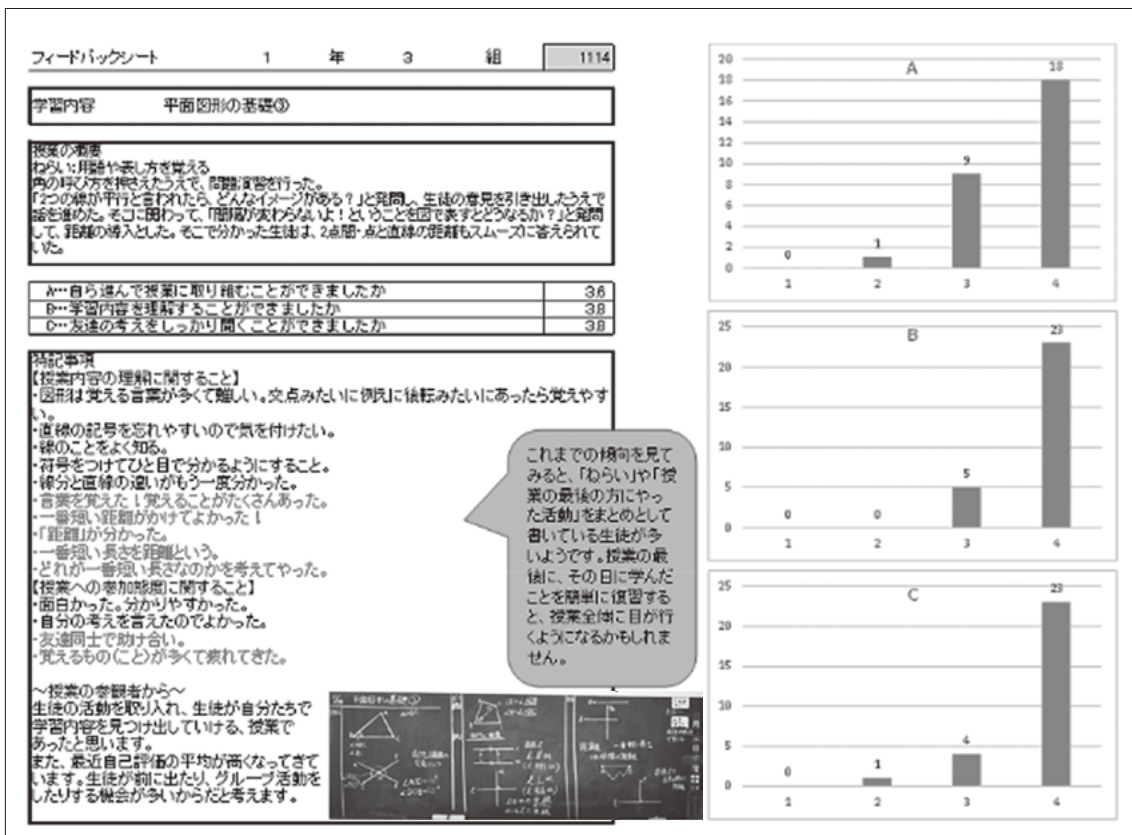 フィードバックシート 1 年 3 組 1114
学習内容 平面図形の基礎③
授業の概要
ねらい:用語や表し方を覚える
角の呼び方を押さえたうえで、問題演習を行った。
「2つの線が平行と言われたら、どんなイメージがある?」と発問し、生徒の意見を引き出したうえで
話を進めた。そこに関わって、「間隔が変わらないよ!ということを図で表すとどうなるか?」と発問
して、距離の導入とした。そこで分かった生徒は、2点間・点と直線の距離もスムーズに答えられて
いた。
A…自ら進んで授業に取り組むことができましたか 3.6
B…学習内容を理解することができましたか 3.8
C…友達の考えをしっかり聞くことができましたか 3.8
特記事項
【授業内容の理解に関すること】
・図形は覚える言葉が多くて難しい。交点みたいに例えに後転みたいにあったら覚えやす
い。
・直線の記号を忘れやすいので気を付けたい。
・線のことをよく知る。
・符号をつけてひと目で分かるようにすること。
・線分と直線の違いがもう一度分かった。
・言葉を覚えた!覚えることがたくさんあった。
・一番短い距離がかけてよかった!
・「距離」が分かった。
・一番短い長さを距離という。
・どれが一番短い長さなのかを考えてやった。
【授業への参加態度に関すること】
・面白かった。分かりやすかった。
・自分の考えを言えたのでよかった。
・友達同士で助け合い。
・覚えるもの(こと)が多くて疲れてきた。
~授業の参観者から~
生徒の活動を取り入れ、生徒が自分たちで
学習内容を見つけ出していける、授業で
あったと思います。
また、最近自己評価の平均が高くなってきて
います。生徒が前に出たり、グループ活動を
したりする機会が多いからだと考えます。
これまでの傾向を見て
みると、「ねらい」や「授
業の最後の方にやっ
た活動」をまとめとして
書いている生徒が多
いようです。授業の最
後に、その日に学んだ
ことを簡単に復習する
と、授業全体に目が行
くようになるかもしれま
せん。
平面図形の基礎③
A
20
18
16
14
12
10
8
6
4
2
0
0 1 9 18
1 2 3 4
B
25
20
15
10
5
0
0 0 5 23
1 2 3 4
C
25
20
15
10
5
0
0 1 4 23
1 2 3 4